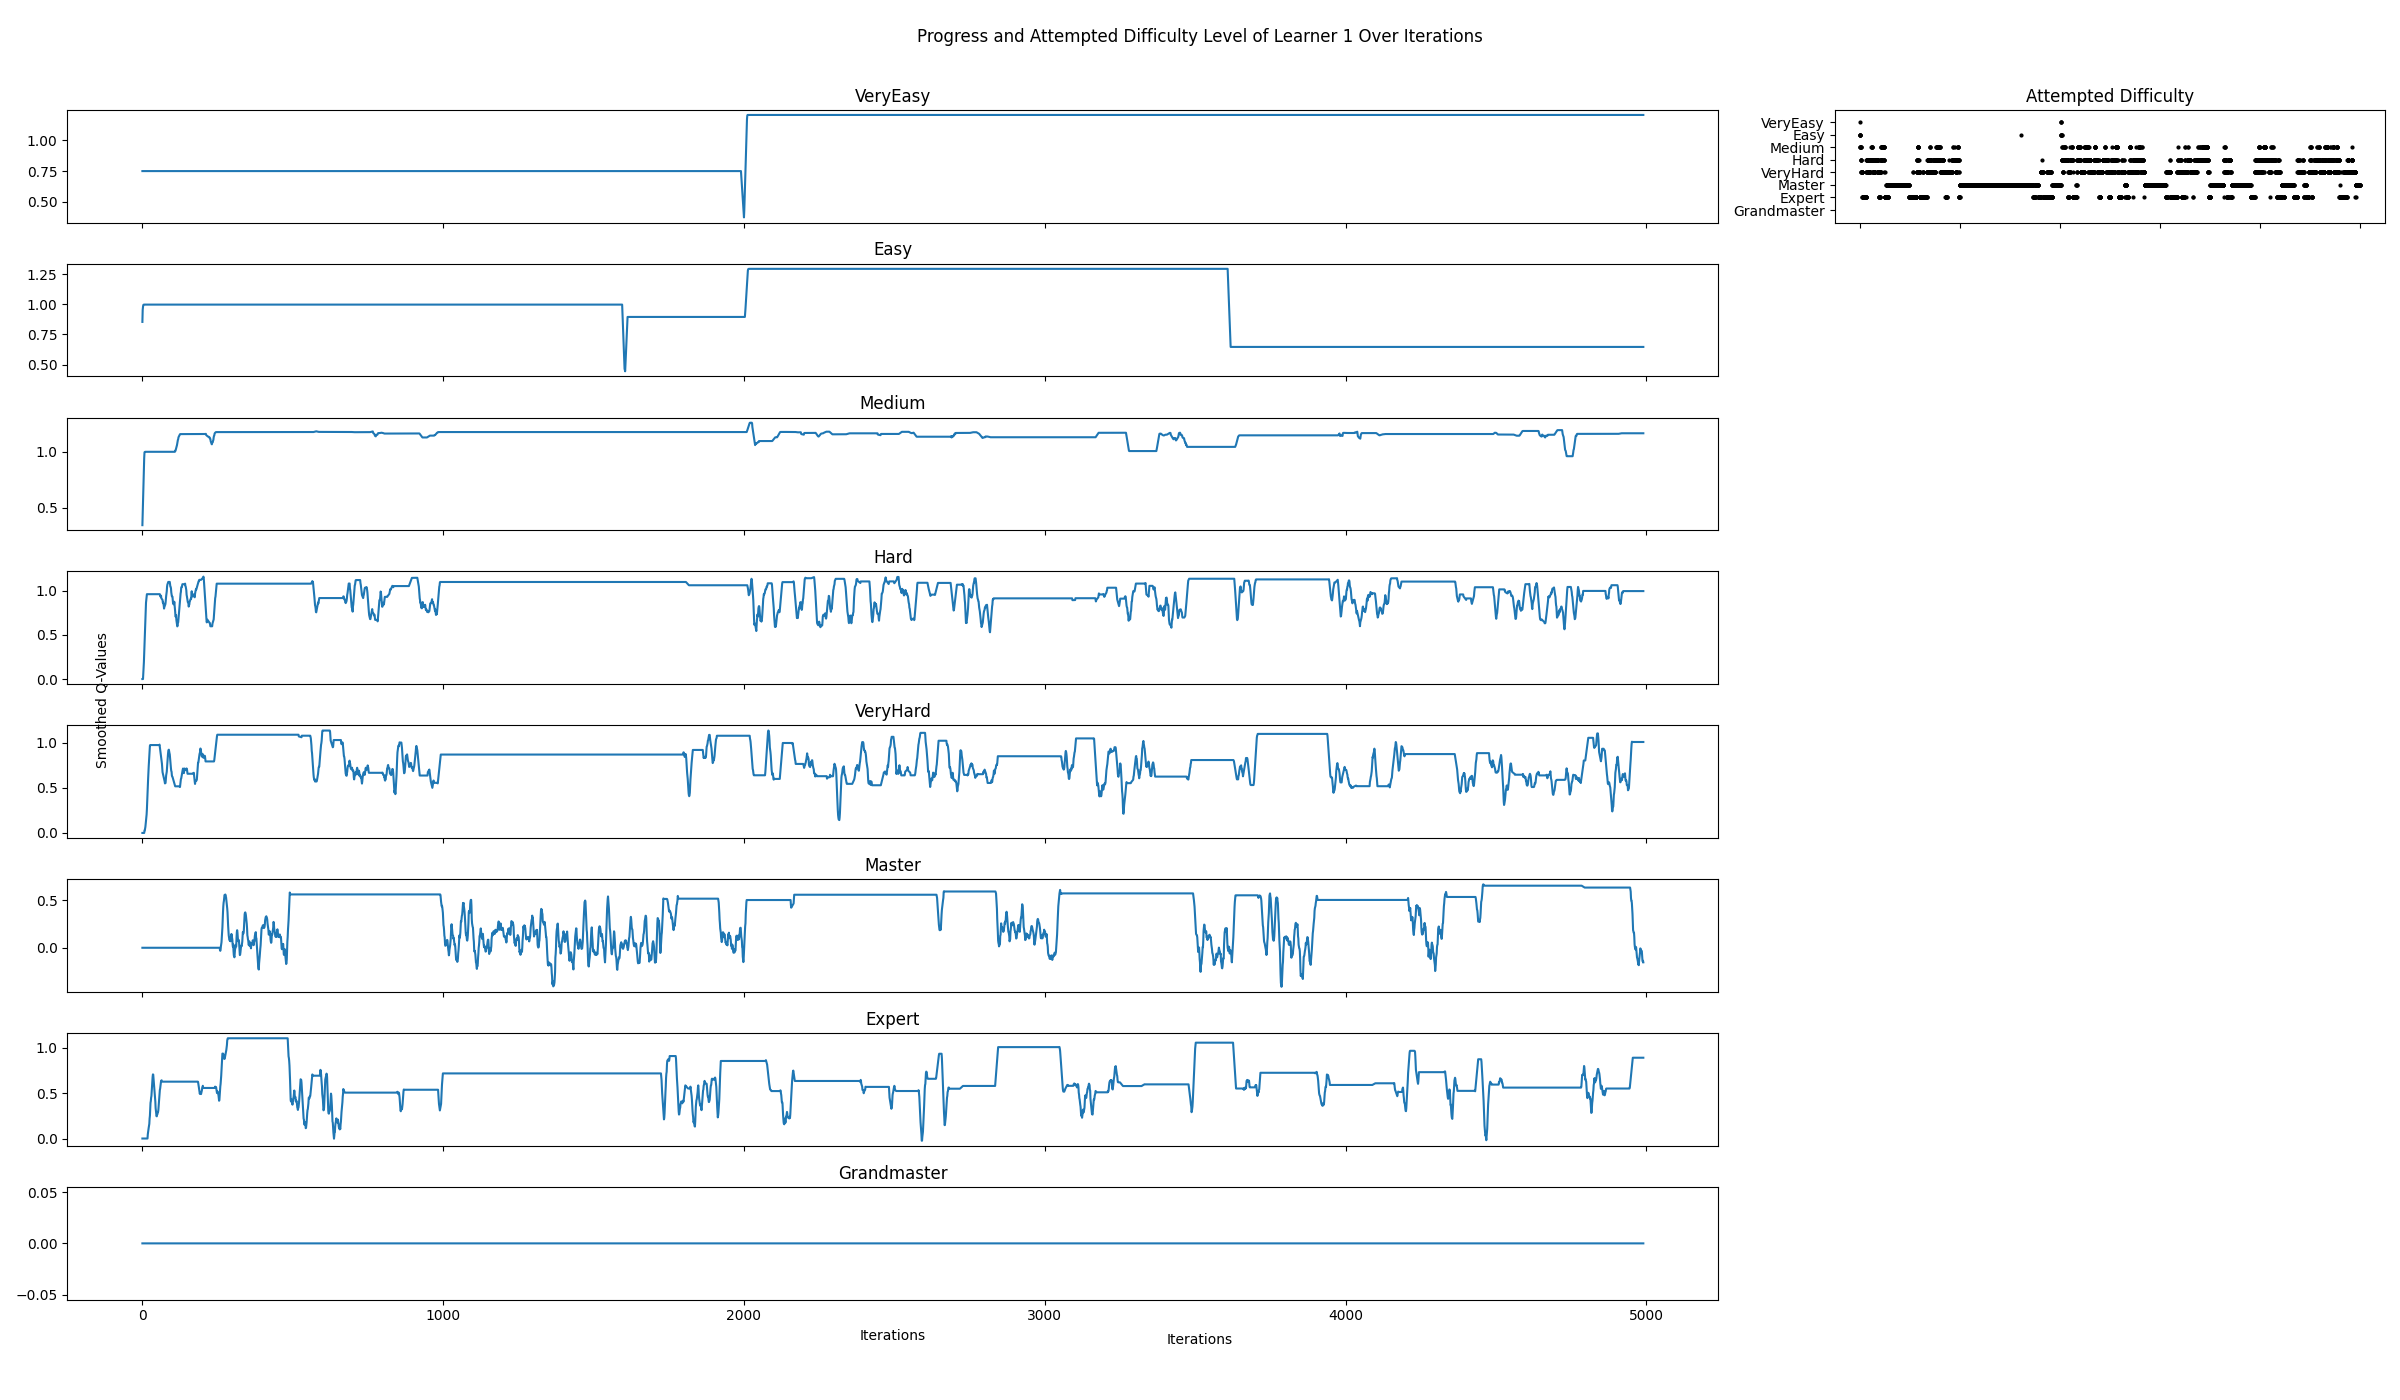 Progress and Attempted Difficulty Level of Learner 1 Over Iterations
VeryEasy
1.00
0.75
0.50
Easy
1.25
1.00
0.75
0.50
Medium
1.0
0.5
Hard
1.0
0.5
0.0
Smoothed Q-Values
VeryHard
1.0
0.5
0.0
Master
0.5
0.0
Expert
1.0
0.5
0.0
Grandmaster
0.05
0.00
−0.05
0 1000 2000 3000 4000 5000
Iterations
Iterations
Attempted Difficulty
VeryEasy
Easy
Medium
Hard
VeryHard
Master
Expert
Grandmaster